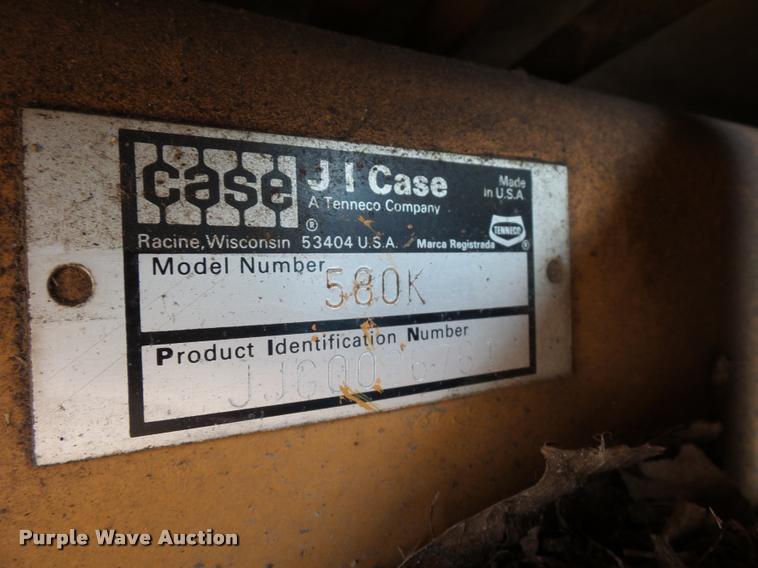 case
J I Case
A Tenneco Company
Made in U.S.A.
®
Racine, Wisconsin 53404 U.S.A. Marca Registrada
TENNECO ®
Model Number
580K
Product Identification Number
Purple Wave Auction